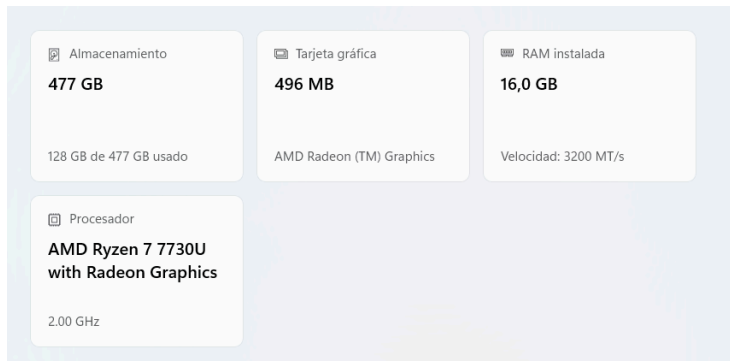 Almacenamiento
477 GB
128 GB de 477 GB usado
Tarjeta gráfica
496 MB
AMD Radeon (TM) Graphics
RAM instalada
16,0 GB
Velocidad: 3200 MT/s
Procesador
AMD Ryzen 7 7730U
with Radeon Graphics
2.00 GHz